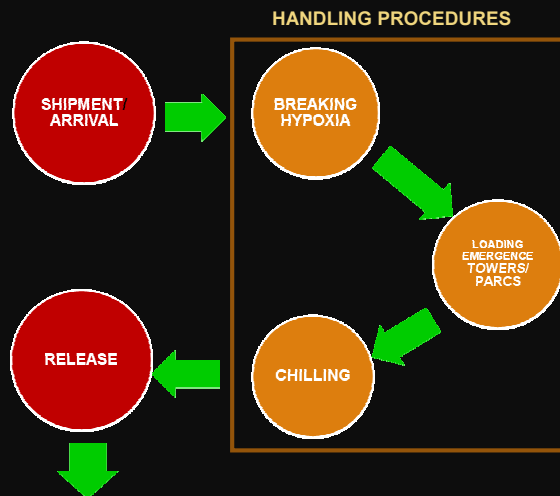 HANDLING PROCEDURES
SHIPMENT/
ARRIVAL
BREAKING
HYPOXIA
LOADING
EMERGENCE
TOWERS/
PARCS
CHILLING
RELEASE